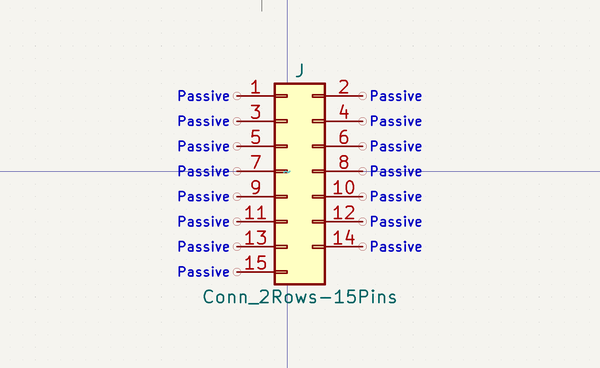 J
Passive 1 2 Passive
Passive 3 4 Passive
Passive 5 6 Passive
Passive 7 8 Passive
Passive 9 10 Passive
Passive 11 12 Passive
Passive 13 14 Passive
Passive 15
Conn_2Rows-15Pins